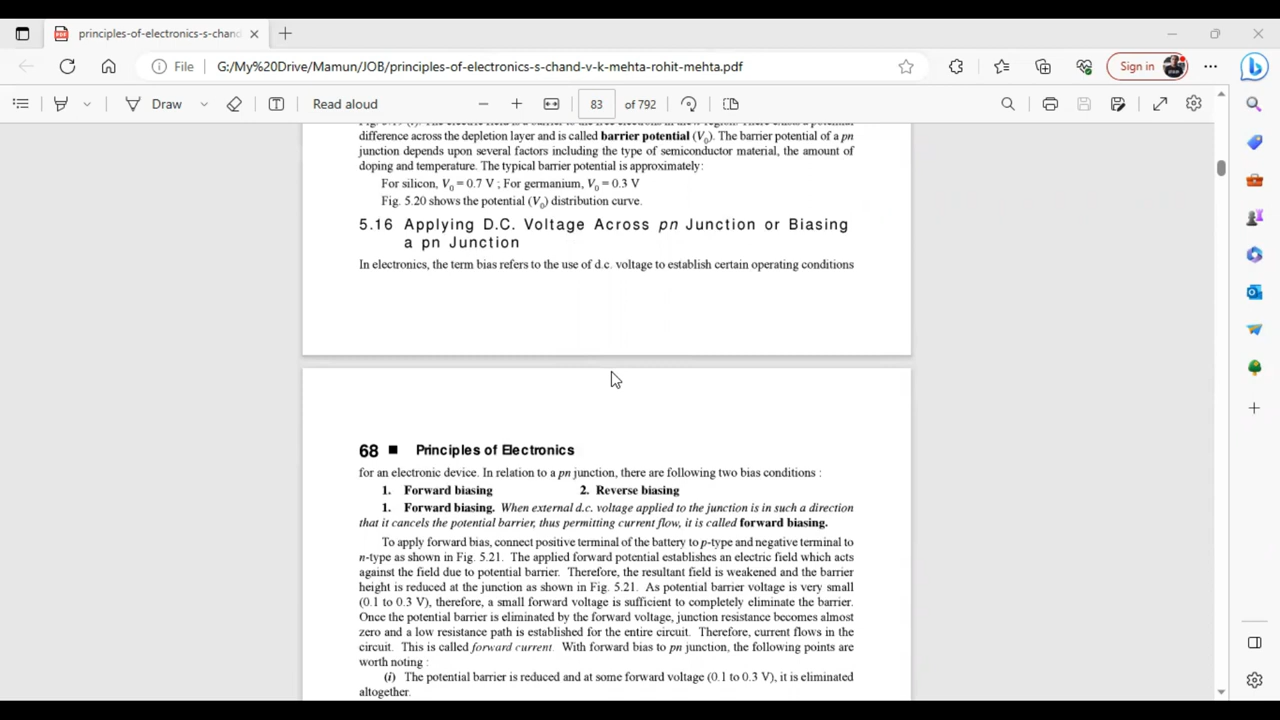 principles-of-electronics-s-chand
File G:/My%20Drive/Mamun/JOB/principles-of-electronics-s-chand-v-k-mehta-rohit-mehta.pdf
Sign in
Draw
Read aloud
83 of 792
difference across the depletion layer and is called barrier potential (V0). The barrier potential of a pn
junction depends upon several factors including the type of semiconductor material, the amount of
doping and temperature. The typical barrier potential is approximately:
For silicon, V0 = 0.7 V ; For germanium, V0 = 0.3 V
Fig. 5.20 shows the potential (V0) distribution curve.
5.16 Applying D.C. Voltage Across pn Junction or Biasing
a pn Junction
In electronics, the term bias refers to the use of d.c. voltage to establish certain operating conditions
68 ■ Principles of Electronics
for an electronic device. In relation to a pn junction, there are following two bias conditions :
1. Forward biasing 2. Reverse biasing
1. Forward biasing. When external d.c. voltage applied to the junction is in such a direction
that it cancels the potential barrier, thus permitting current flow, it is called forward biasing.
To apply forward bias, connect positive terminal of the battery to p-type and negative terminal to
n-type as shown in Fig. 5.21. The applied forward potential establishes an electric field which acts
against the field due to potential barrier. Therefore, the resultant field is weakened and the barrier
height is reduced at the junction as shown in Fig. 5.21. As potential barrier voltage is very small
(0.1 to 0.3 V), therefore, a small forward voltage is sufficient to completely eliminate the barrier.
Once the potential barrier is eliminated by the forward voltage, junction resistance becomes almost
zero and a low resistance path is established for the entire circuit. Therefore, current flows in the
circuit. This is called forward current. With forward bias to pn junction, the following points are
worth noting :
(i) The potential barrier is reduced and at some forward voltage (0.1 to 0.3 V), it is eliminated
altogether.